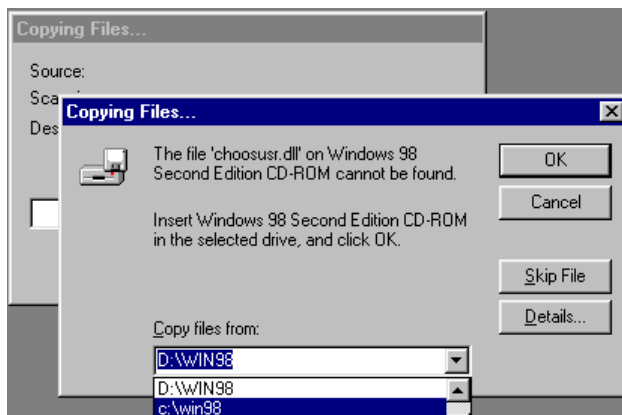 Copying Files...
Source:
Copying Files...
The file 'choosusr.dll' on Windows 98
Second Edition CD-ROM cannot be found.
Insert Windows 98 Second Edition CD-ROM
in the selected drive, and click OK.
OK
Cancel
Skip File
Details...
Copy files from:
D:\WIN98
D:\WIN98
c:\win98